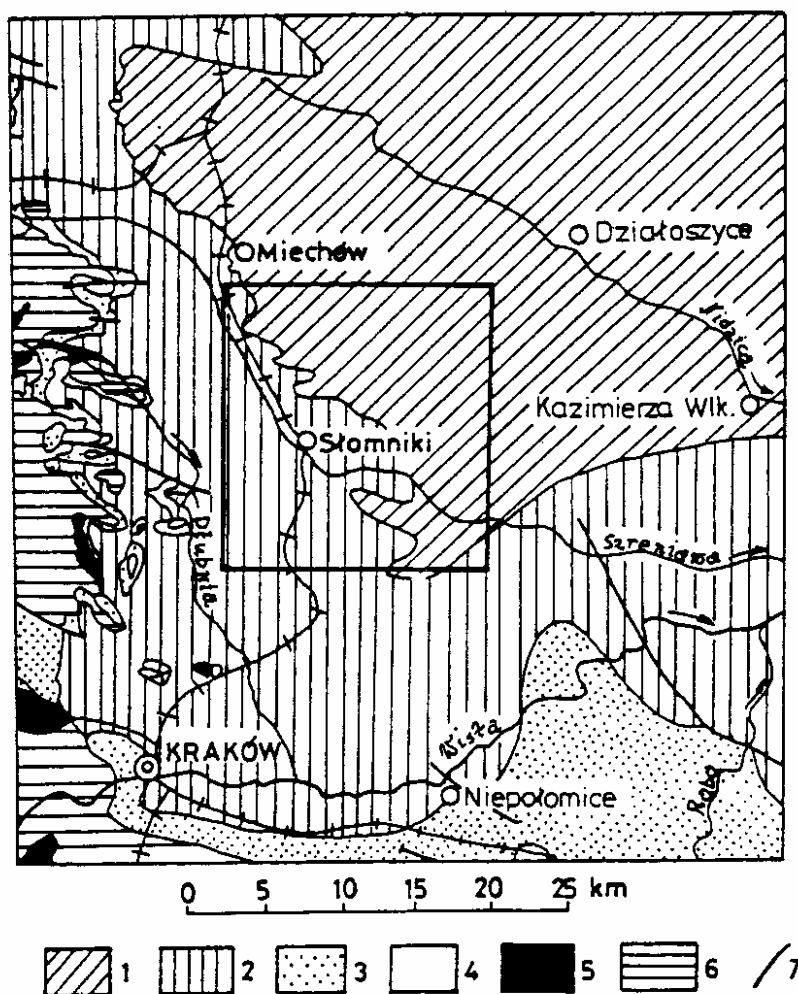 Miechów
Działoszyce
Nidzica
Kazimierza Wlk.
Słomniki
Szreniawa
Dłubnia
KRAKÓW
Wisła
Niepołomice
Raba
0 5 10 15 20 25 km
1 2 3 4 5 6 7